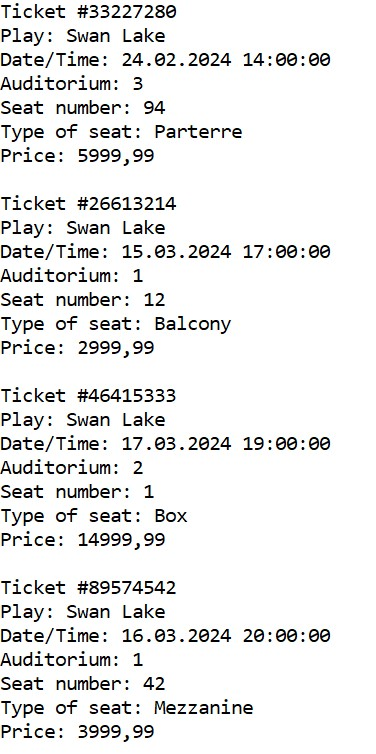 Ticket #33227280
Play: Swan Lake
Date/Time: 24.02.2024 14:00:00
Auditorium: 3
Seat number: 94
Type of seat: Parterre
Price: 5999,99
Ticket #26613214
Play: Swan Lake
Date/Time: 15.03.2024 17:00:00
Auditorium: 1
Seat number: 12
Type of seat: Balcony
Price: 2999,99
Ticket #46415333
Play: Swan Lake
Date/Time: 17.03.2024 19:00:00
Auditorium: 2
Seat number: 1
Type of seat: Box
Price: 14999,99
Ticket #89574542
Play: Swan Lake
Date/Time: 16.03.2024 20:00:00
Auditorium: 1
Seat number: 42
Type of seat: Mezzanine
Price: 3999,99